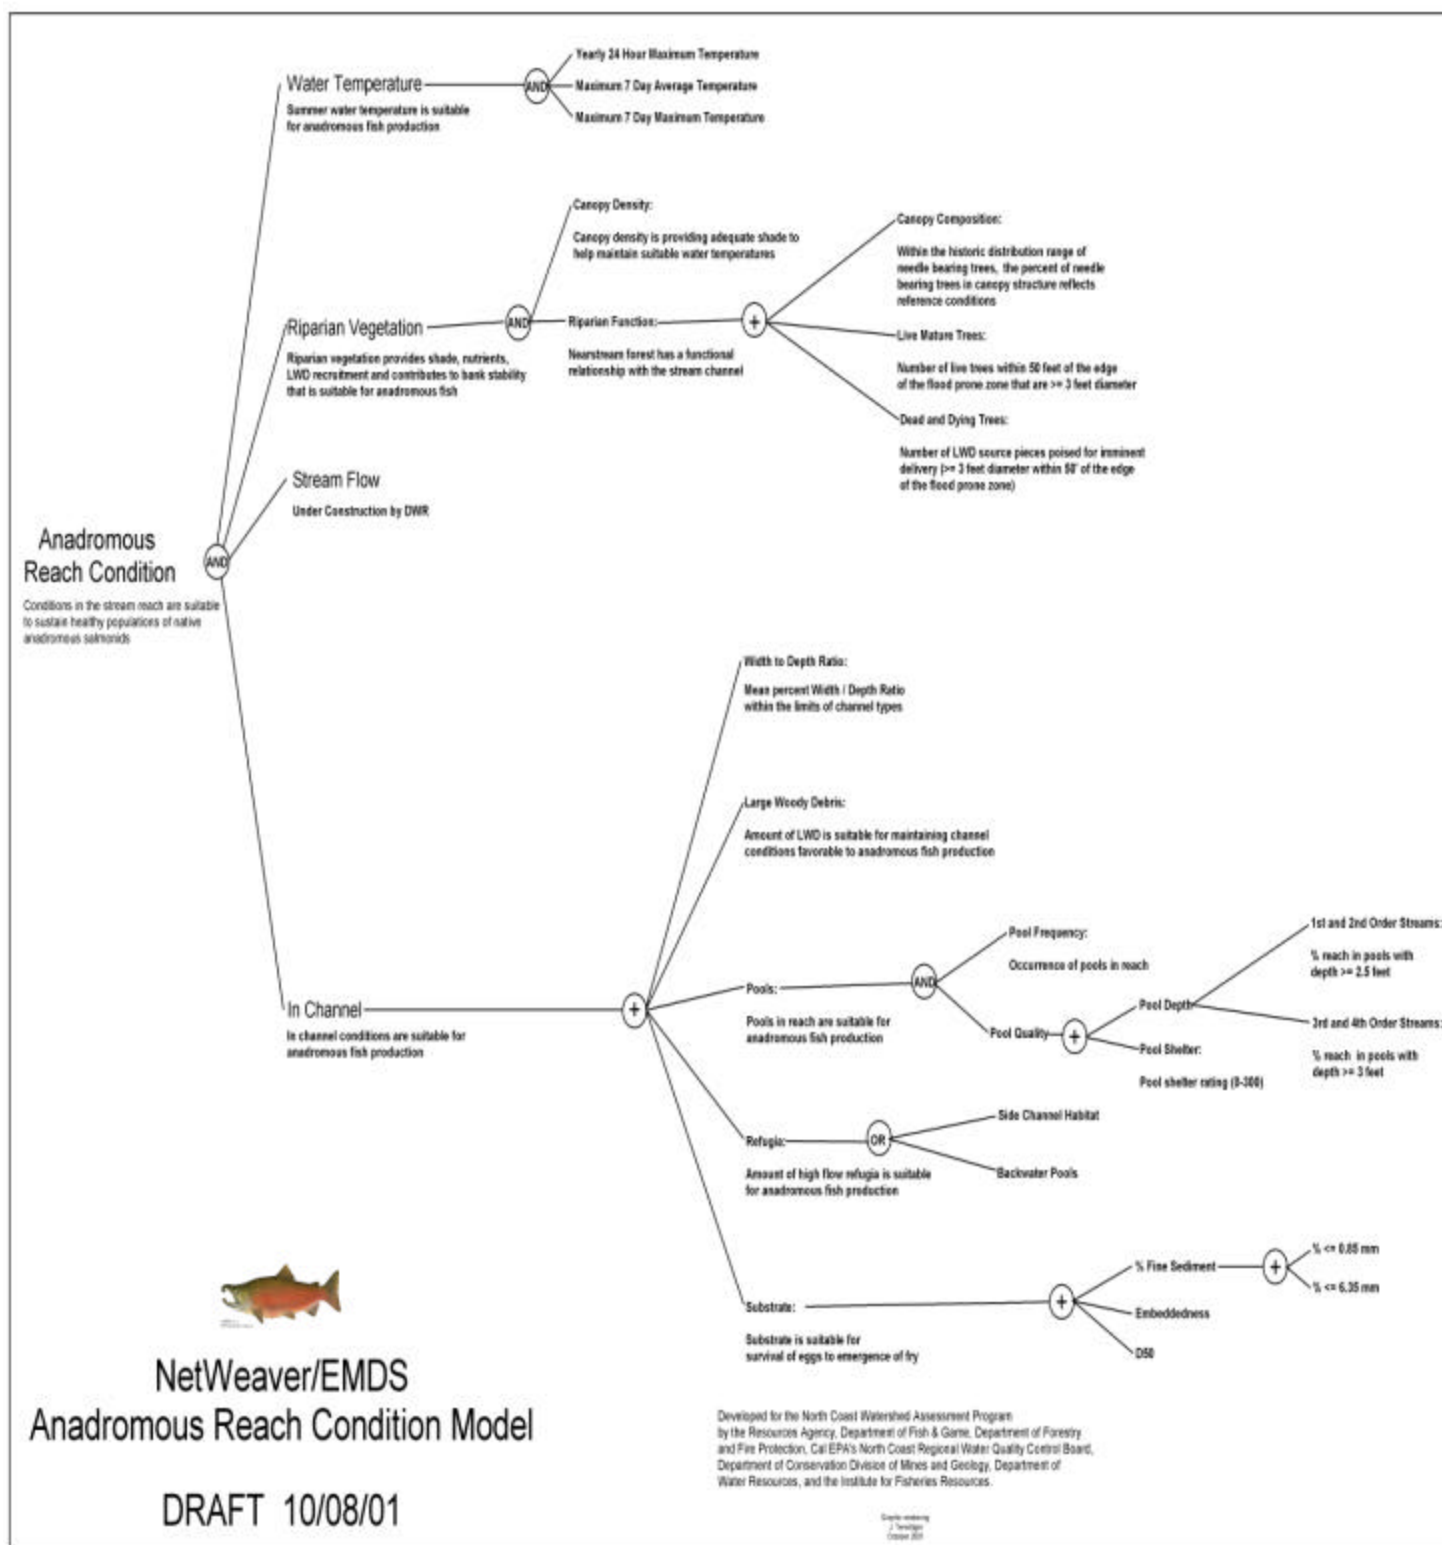 Yearly 24 Hour Maximum Temperature
Water Temperature
AND
Maximum 7 Day Average Temperature
Summer water temperature is suitable
for anadromous fish production
Maximum 7 Day Maximum Temperature
Canopy Density:
Canopy density is providing adequate shade to
help maintain suitable water temperatures
Canopy Composition:
Within the historic distribution range of
needle bearing trees, the percent of needle
bearing trees in canopy structure reflects
reference conditions
Riparian Vegetation
AND
Riparian Function:
+
Riparian vegetation provides shade, nutrients,
LWD recruitment and contributes to bank stability
that is suitable for anadromous fish
Nearstream forest has a functional
relationship with the stream channel
Live Mature Trees:
Number of live trees within 50 feet of the edge
of the flood prone zone that are >= 3 feet diameter
Dead and Dying Trees:
Number of LWD source pieces poised for imminent
delivery (>= 3 feet diameter within 50' of the edge
of the flood prone zone)
Stream Flow
Under Construction by DWR
Anadromous
Reach Condition
AND
Conditions in the stream reach are suitable
to sustain healthy populations of native
anadromous salmonids
Width to Depth Ratio:
Mean percent Width / Depth Ratio
within the limits of channel types
Large Woody Debris:
Amount of LWD is suitable for maintaining channel
conditions favorable to anadromous fish production
In Channel
+
In channel conditions are suitable for
anadromous fish production
Pools:
AND
Pools in reach are suitable for
anadromous fish production
Pool Frequency:
Occurrence of pools in reach
Pool Quality
+
Pool Depth
1st and 2nd Order Streams:
% reach in pools with
depth >= 2.5 feet
3rd and 4th Order Streams:
% reach in pools with
depth >= 3 feet
Pool Shelter:
Pool shelter rating (0-300)
Refugia:
OR
Side Channel Habitat
Backwater Pools
Amount of high flow refugia is suitable
for anadromous fish production
Substrate:
+
% Fine Sediment
+
% <= 0.85 mm
% <= 6.35 mm
Embeddedness
D50
Substrate is suitable for
survival of eggs to emergence of fry
NetWeaver/EMDS
Anadromous Reach Condition Model
DRAFT 10/08/01
Developed for the North Coast Watershed Assessment Program
by the Resources Agency, Department of Fish & Game, Department of Forestry
and Fire Protection, Cal EPA's North Coast Regional Water Quality Control Board,
Department of Conservation Division of Mines and Geology, Department of
Water Resources, and the Institute for Fisheries Resources.
Graphic rendering
October 2001